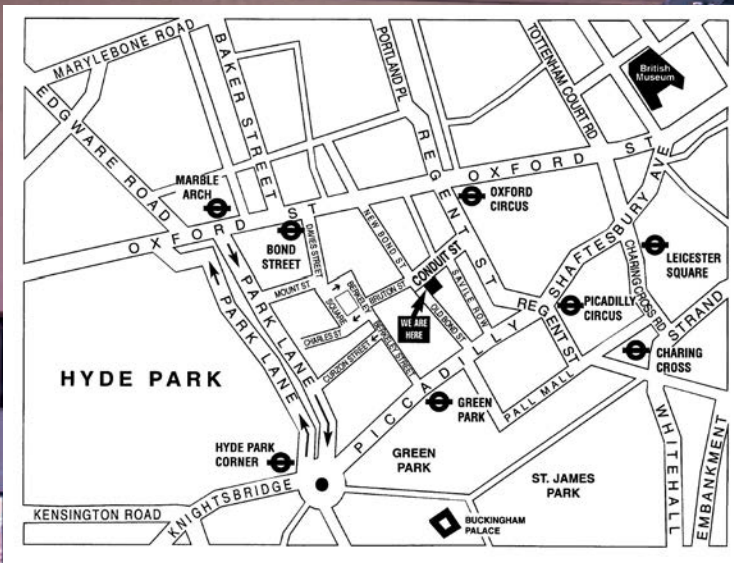 MARYLEBONE ROAD
BAKER STREET
PORTLAND PL
TOTTENHAM COURT RD
British
Museum
EDGWARE ROAD
REGENT ST
OXFORD ST
SHAFTESBURY AVE
MARBLE
ARCH
OXFORD
CIRCUS
OXFORD ST
BOND
STREET
DAVIES STREET
NEW BOND ST
CONDUIT ST
SAVILE ROW
CHARING CROSS RD
LEICESTER
SQUARE
PARK LANE
PARK LANE
MOUNT ST
BERKELEY
SQUARE
BRUTON ST
WE ARE
HERE
OLD BOND ST
REGENT ST
PICADILLY
CIRCUS
STRAND
CHARLES ST
BERKELEY STREET
CURZON STREET
CHARING
CROSS
HYDE PARK
PICCADILLY
GREEN
PARK
PALL MALL
HYDE PARK
CORNER
GREEN
PARK
ST. JAMES
PARK
WHITEHALL
EMBANKMENT
KNIGHTSBRIDGE
KENSINGTON ROAD
BUCKINGHAM
PALACE